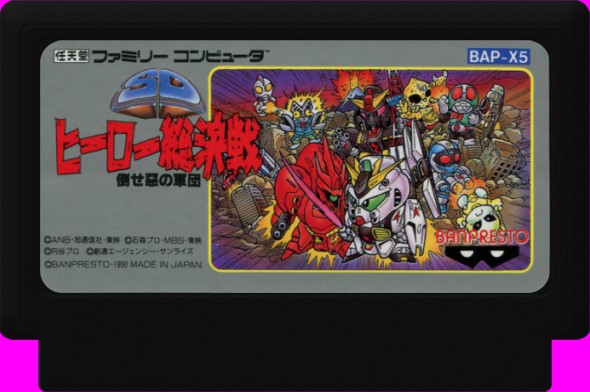 任天堂 ファミリー コンピュータ™
BAP-X5
SD
ヒーロー総決戦
倒せ悪の軍団
©ANB・旭通信社・東映 ©石森プロ・MBS・東映
©円谷プロ ©創通エージェンシー・サンライズ
©BANPRESTO・1990 MADE IN JAPAN
BANPRESTO